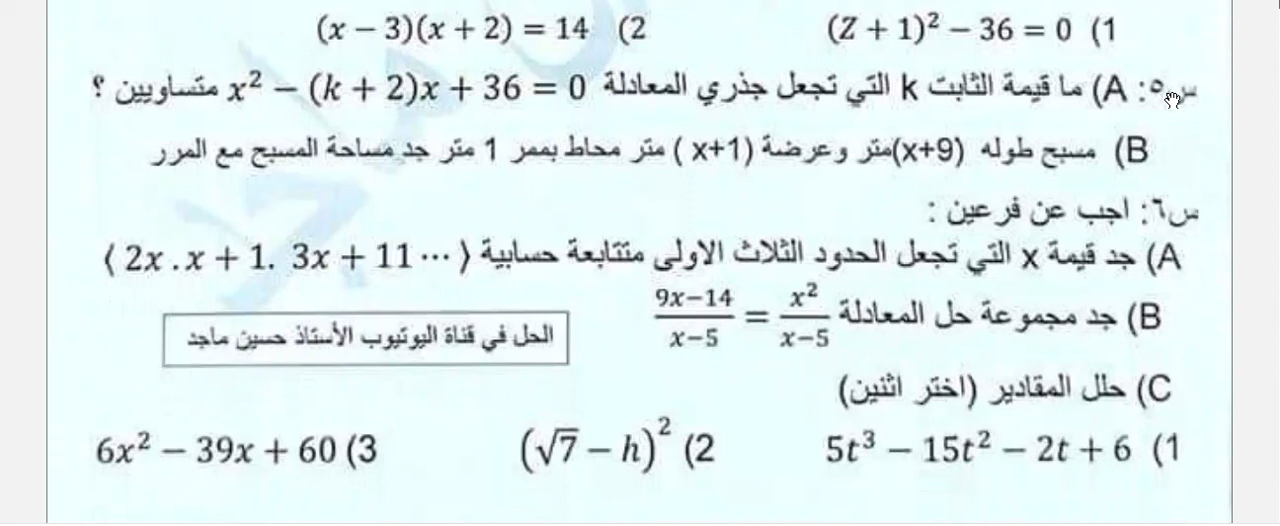 1) (Z + 1)² − 36 = 0   2) (x − 3)(x + 2) = 14
س٥: A) ما قيمة الثابت k التي تجعل جذري المعادلة x² − (k + 2)x + 36 = 0 متساويين ؟
B) مسبح طوله (x+9)متر وعرضة (x+1) متر محاط بممر 1 متر جد مساحة المسبح مع المرر
س٦: اجب عن فرعين :
A) جد قيمة x التي تجعل الحدود الثلاث الاولى متتابعة حسابية ⟨ 2x . x + 1. 3x + 11 ⋯ ⟩
B) جد مجموعة حل المعادلة x²/(x−5) = (9x−14)/(x−5)
الحل في قناة اليوتيوب الأستاذ حسين ماجد
C) حلل المقادير (اختر اثنين)
1) 5t³ − 15t² − 2t + 6   2) (√7 − h)²   3) 6x² − 39x + 60